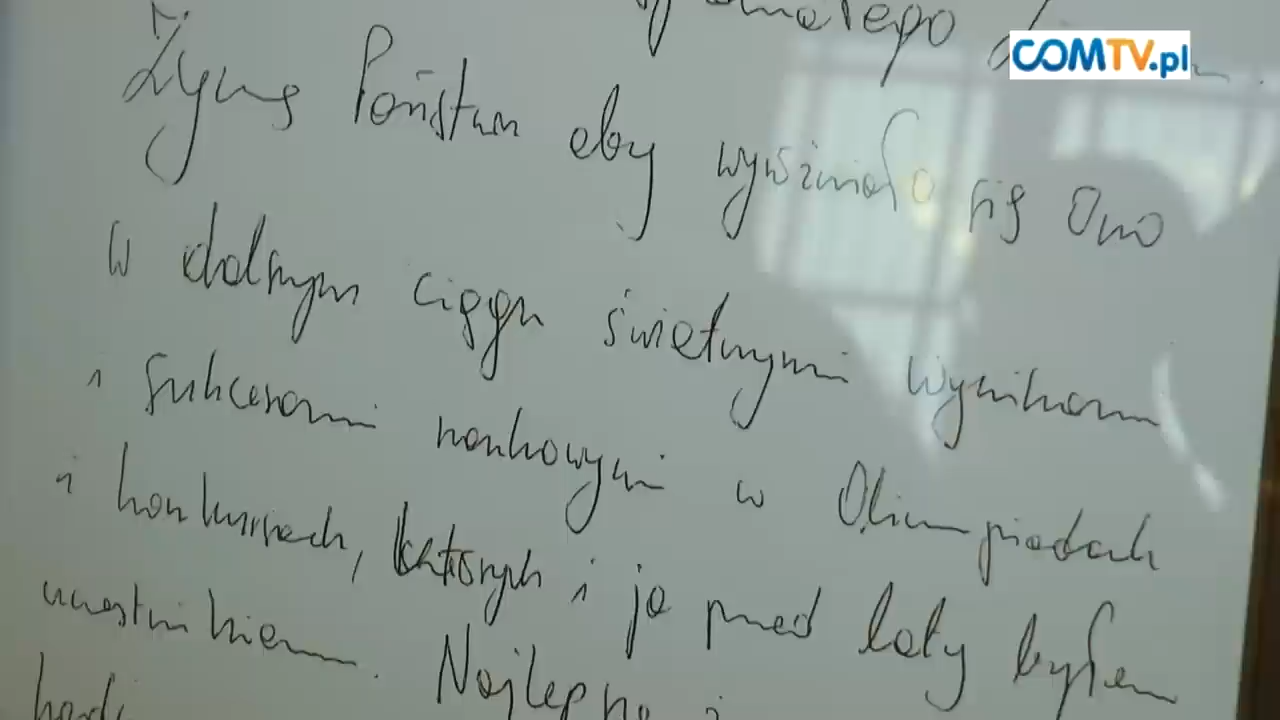 COMTV.pl
Życzę Państwu aby wyróżniało się Ono
w dalszym ciągu świetnymi wynikami
i sukcesami naukowymi w Olimpiadach
i konkursach, których i ja przed laty byłem
uczestnikiem. Najlepsze